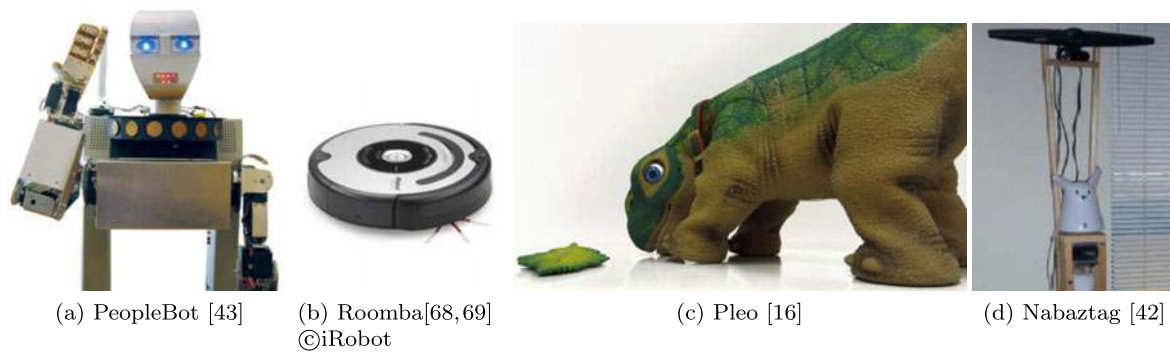 (a) PeopleBot [43]
(b) Roomba[68,69]
©iRobot
(c) Pleo [16]
(d) Nabaztag [42]